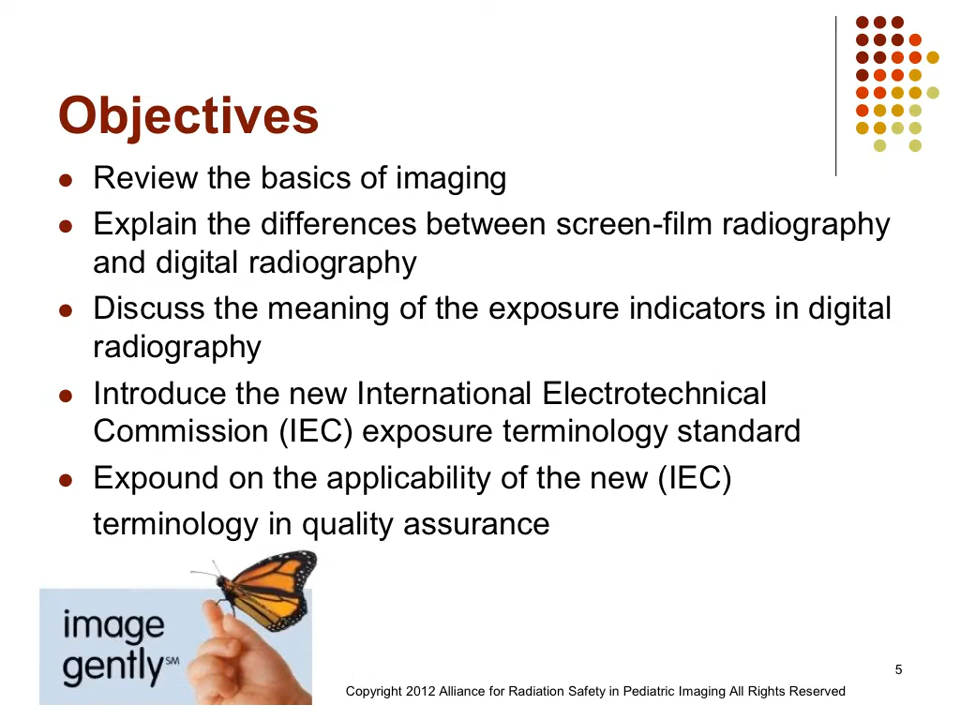 Objectives
● Review the basics of imaging
● Explain the differences between screen-film radiography
and digital radiography
● Discuss the meaning of the exposure indicators in digital
radiography
● Introduce the new International Electrotechnical
Commission (IEC) exposure terminology standard
● Expound on the applicability of the new (IEC)
terminology in quality assurance
image
gently℠
5
Copyright 2012 Alliance for Radiation Safety in Pediatric Imaging All Rights Reserved